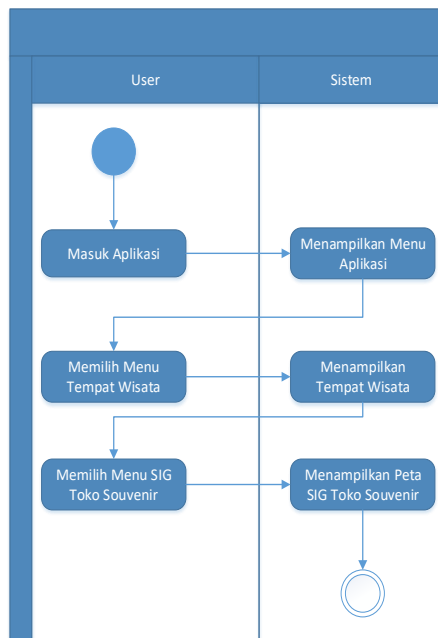 User
Sistem
Masuk Aplikasi
Menampilkan Menu
Aplikasi
Memilih Menu
Tempat Wisata
Menampilkan
Tempat Wisata
Memilih Menu SIG
Toko Souvenir
Menampilkan Peta
SIG Toko Souvenir